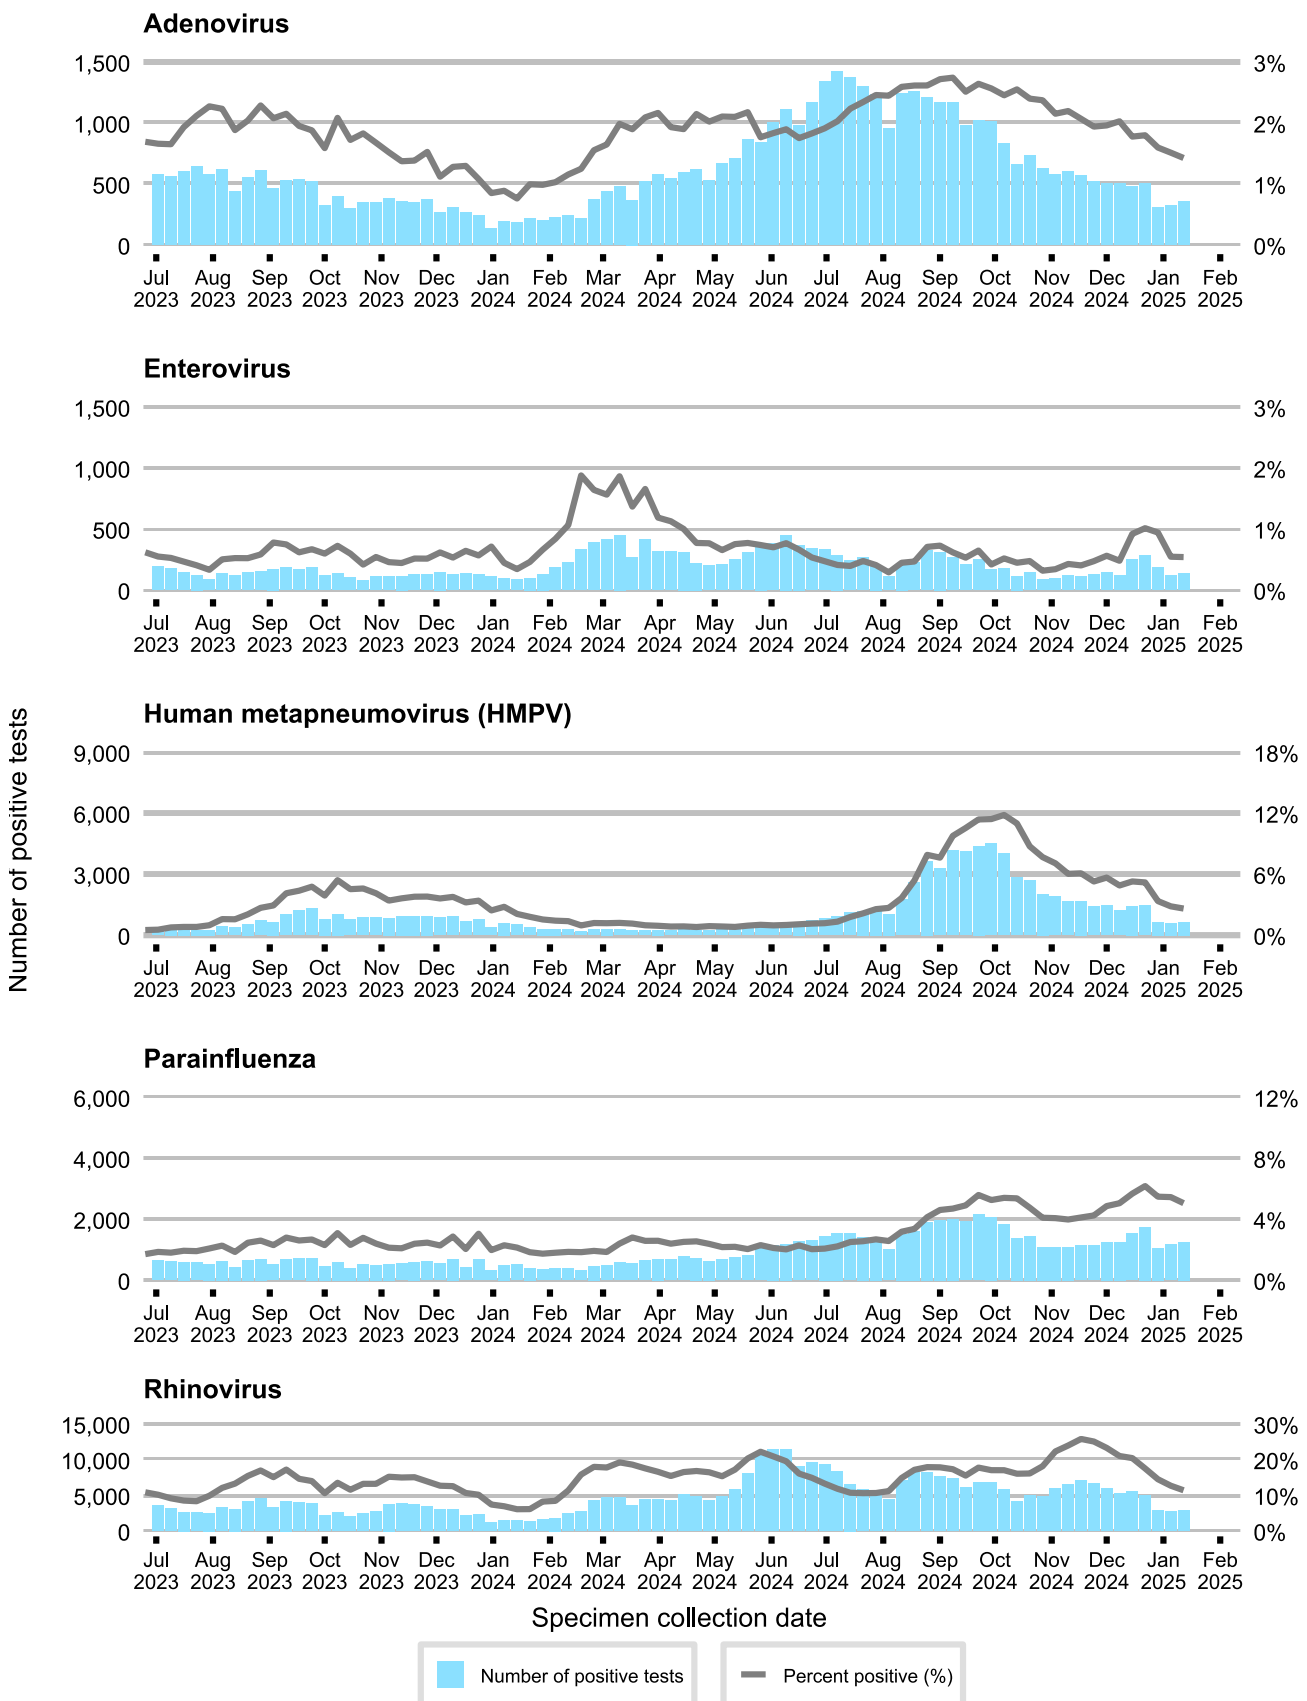 Adenovirus
1,500 3%
1,000 2%
500 1%
0 0%
Jul Aug Sep Oct Nov Dec Jan Feb Mar Apr May Jun Jul Aug Sep Oct Nov Dec Jan Feb
2023 2023 2023 2023 2023 2023 2024 2024 2024 2024 2024 2024 2024 2024 2024 2024 2024 2024 2025 2025
Enterovirus
1,500 3%
1,000 2%
500 1%
0 0%
Jul Aug Sep Oct Nov Dec Jan Feb Mar Apr May Jun Jul Aug Sep Oct Nov Dec Jan Feb
2023 2023 2023 2023 2023 2023 2024 2024 2024 2024 2024 2024 2024 2024 2024 2024 2024 2024 2025 2025
Number of positive tests
Human metapneumovirus (HMPV)
9,000 18%
6,000 12%
3,000 6%
0 0%
Jul Aug Sep Oct Nov Dec Jan Feb Mar Apr May Jun Jul Aug Sep Oct Nov Dec Jan Feb
2023 2023 2023 2023 2023 2023 2024 2024 2024 2024 2024 2024 2024 2024 2024 2024 2024 2024 2025 2025
Parainfluenza
6,000 12%
4,000 8%
2,000 4%
0 0%
Jul Aug Sep Oct Nov Dec Jan Feb Mar Apr May Jun Jul Aug Sep Oct Nov Dec Jan Feb
2023 2023 2023 2023 2023 2023 2024 2024 2024 2024 2024 2024 2024 2024 2024 2024 2024 2024 2025 2025
Rhinovirus
15,000 30%
10,000 20%
5,000 10%
0 0%
Jul Aug Sep Oct Nov Dec Jan Feb Mar Apr May Jun Jul Aug Sep Oct Nov Dec Jan Feb
2023 2023 2023 2023 2023 2023 2024 2024 2024 2024 2024 2024 2024 2024 2024 2024 2024 2024 2025 2025
Specimen collection date
Number of positive tests
Percent positive (%)